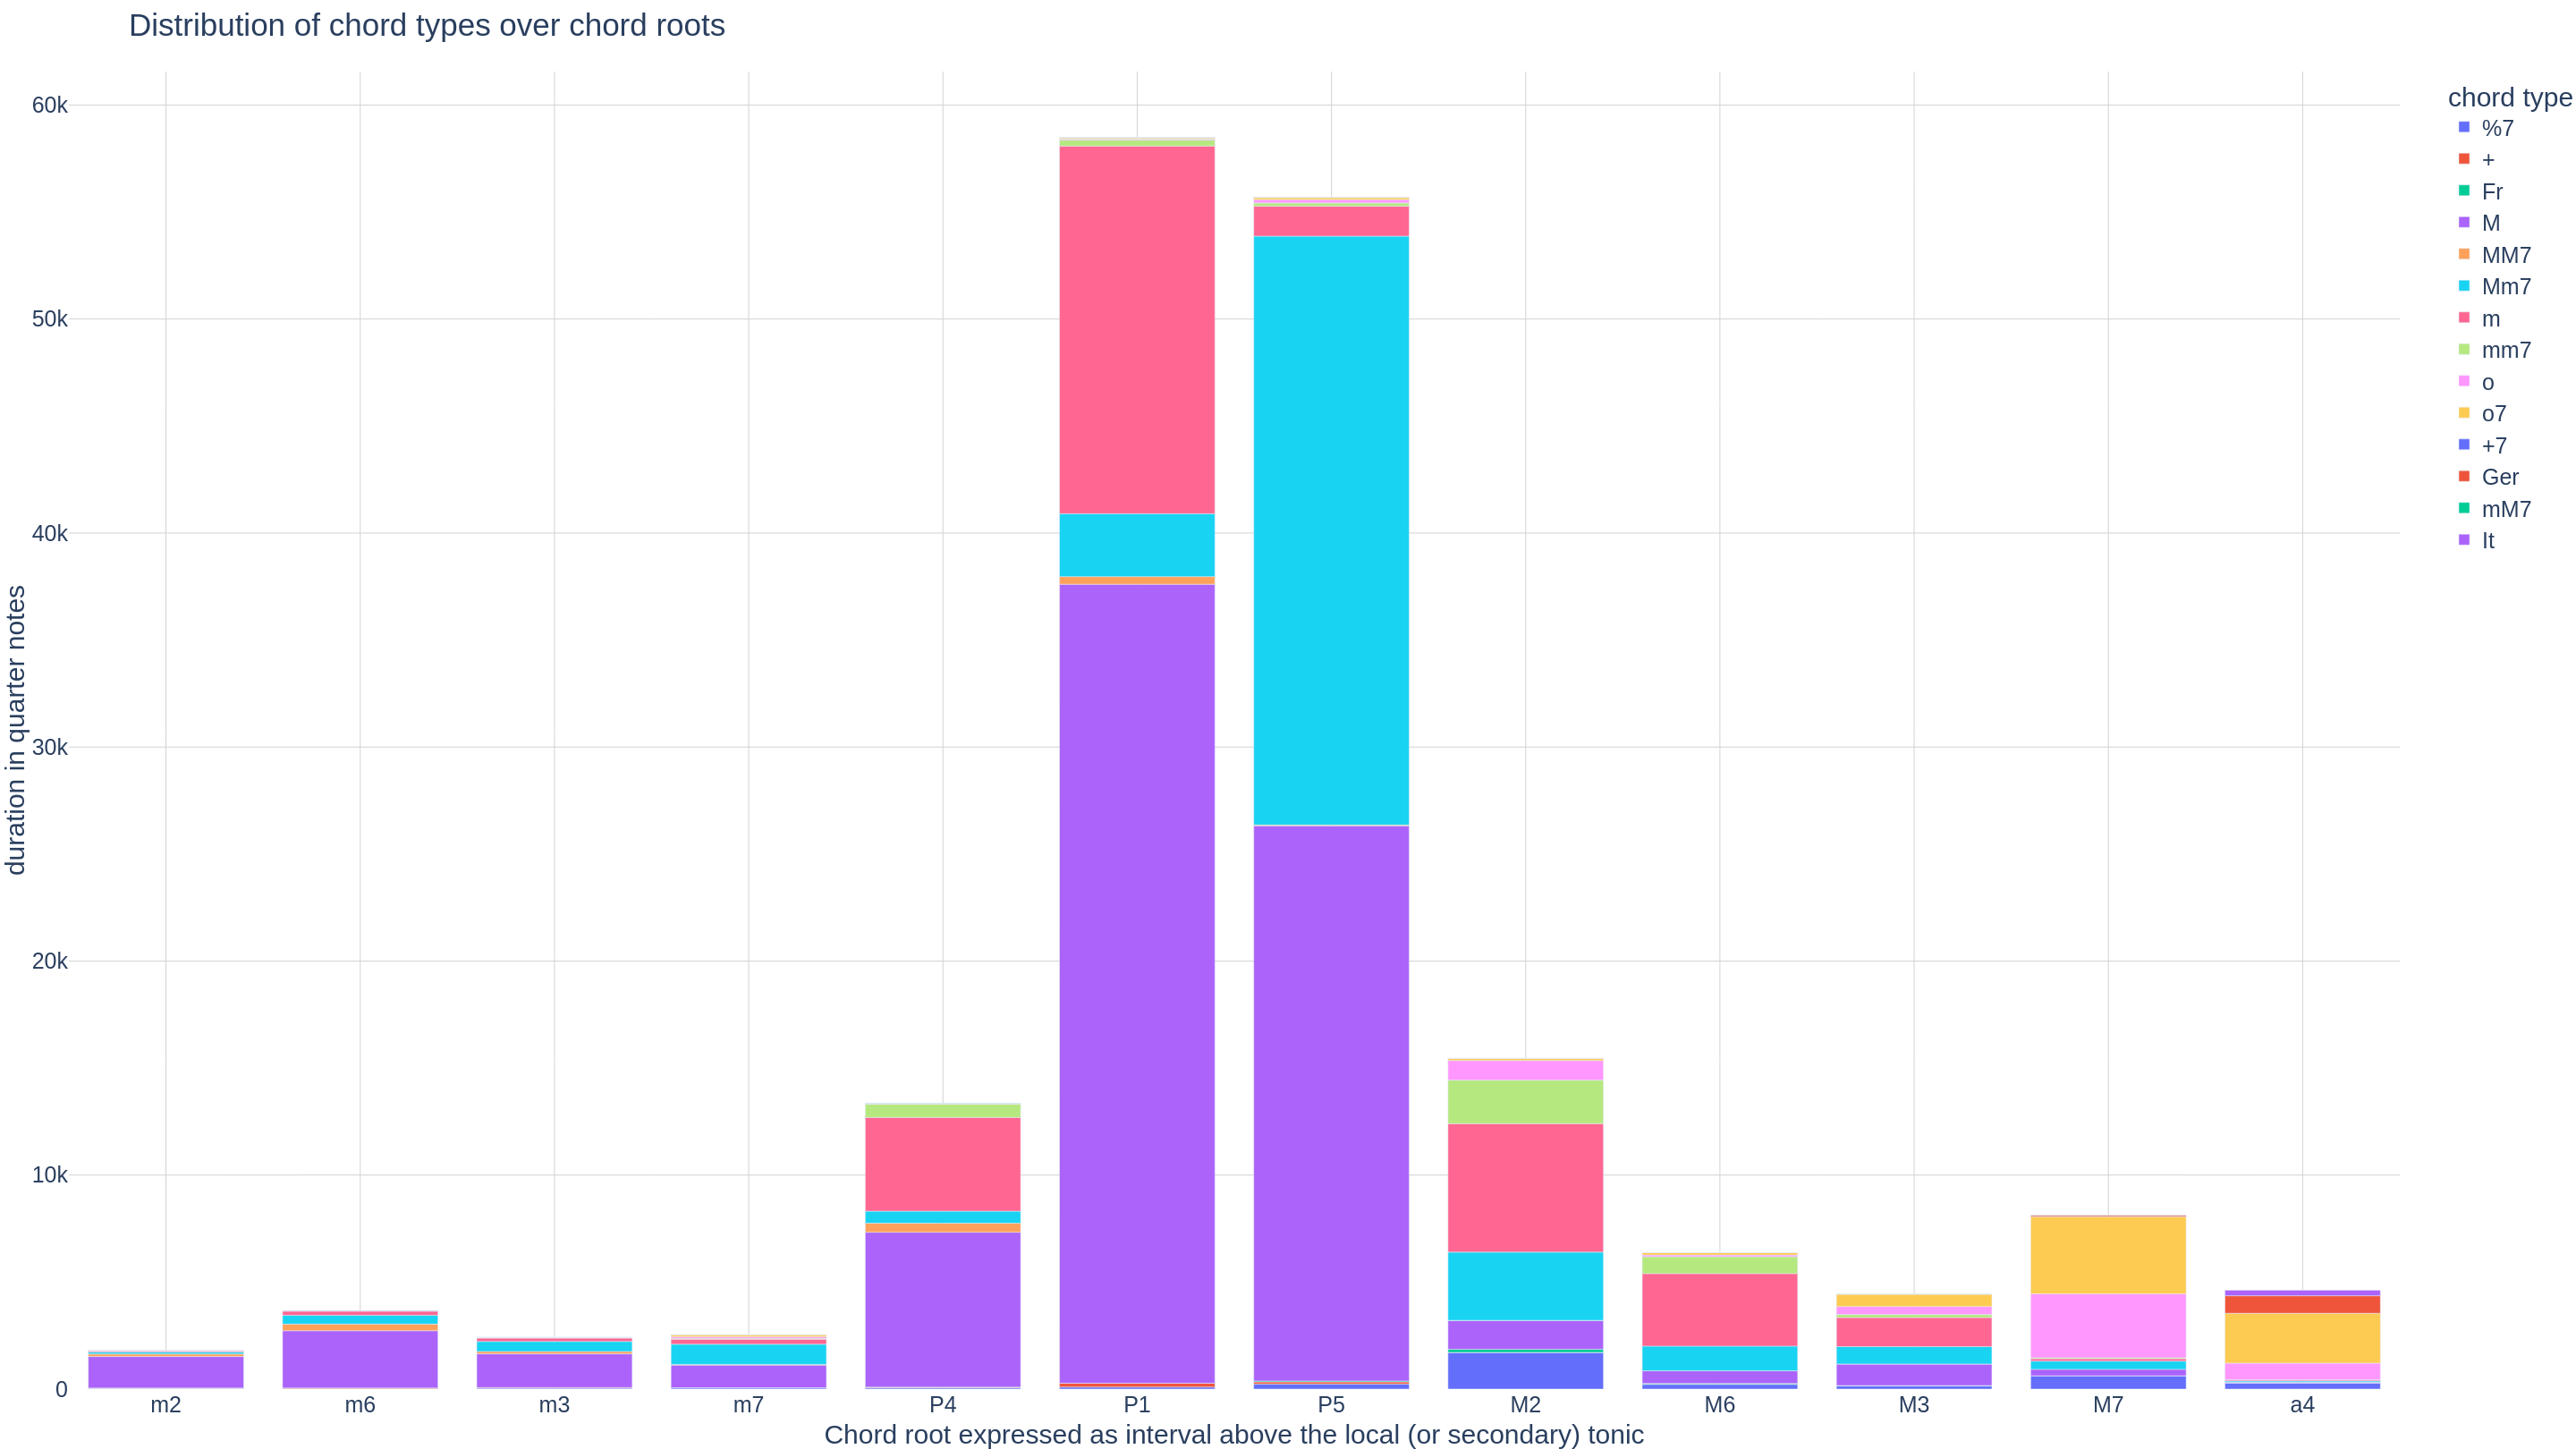 Distribution of chord types over chord roots
60k
50k
40k
30k
20k
10k
0
duration in quarter notes
m2 m6 m3 m7 P4 P1 P5 M2 M6 M3 M7 a4
Chord root expressed as interval above the local (or secondary) tonic
chord type
%7
+
Fr
M
MM7
Mm7
m
mm7
o
o7
+7
Ger
mM7
It